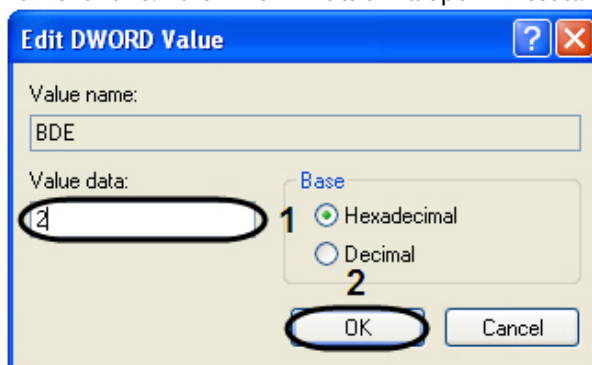 Edit DWORD Value
Value name:
BDE
Value data:
2
Base
1
Hexadecimal
Decimal
2
OK
Cancel